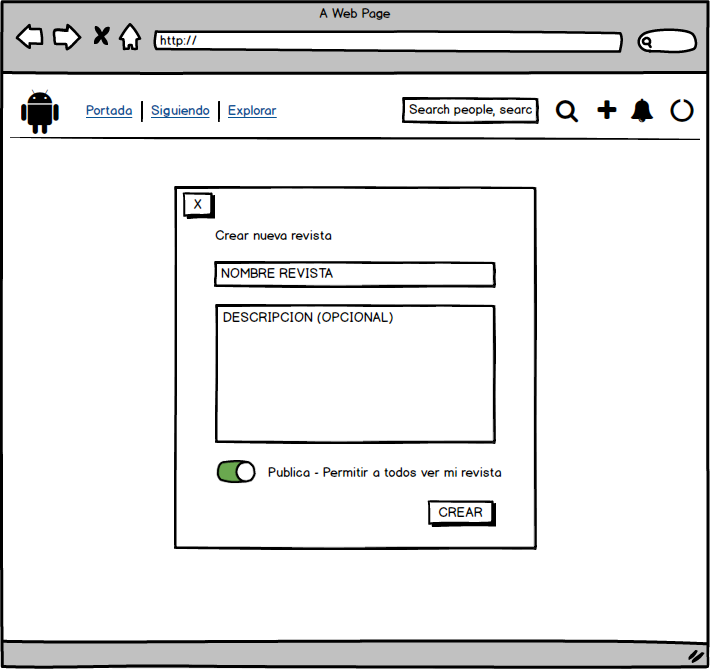 A Web Page
http://
Portada Siguiendo Explorar Search people, searc
X
Crear nueva revista
NOMBRE REVISTA
DESCRIPCION (OPCIONAL)
Publica - Permitir a todos ver mi revista
CREAR